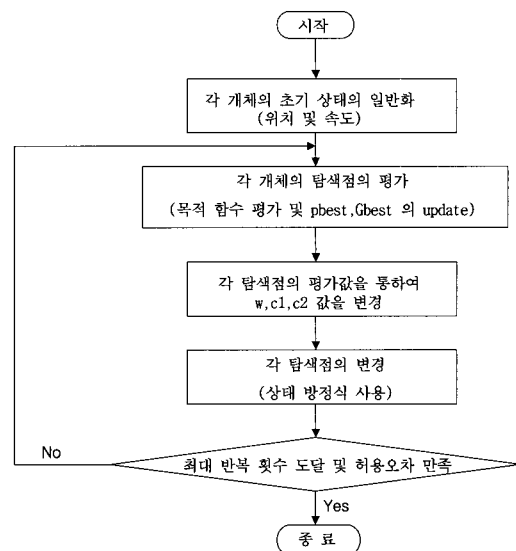 시작
각 개체의 초기 상태의 일반화
(위치 및 속도)
각 개체의 탐색점의 평가
(목적 함수 평가 및 pbest,Gbest 의 update)
각 탐색점의 평가값을 통하여
w,c1,c2 값을 변경
각 탐색점의 변경
(상태 방정식 사용)
No
최대 반복 횟수 도달 및 허용오차 만족
Yes
종 료